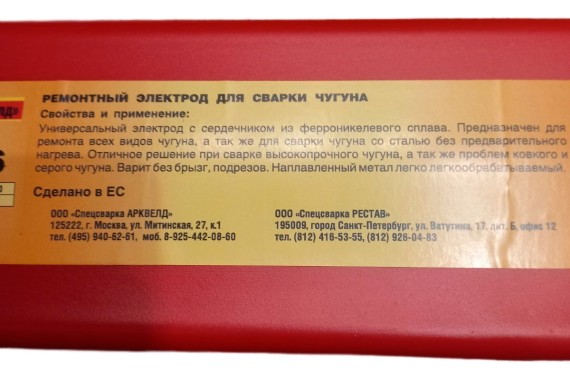 РЕМОНТНЫЙ ЭЛЕКТРОД ДЛЯ СВАРКИ ЧУГУНА
Свойства и применение:
Универсальный электрод с сердечником из ферроникелевого сплава. Предназначен для
ремонта всех видов чугуна, а так же для сварки чугуна со сталью без предварительного
нагрева. Отличное решение при сварке высокопрочного чугуна, а так же проблем ковкого и
серого чугуна. Варит без брызг, подрезов. Наплавленный металл легко легкообрабатываемый.
Сделано в ЕС
ООО «Спецсварка АРКВЕЛД»
125222, г. Москва, ул. Митинская, 27, к.1
тел. (495) 940-62-61, моб. 8-925-442-08-60
ООО «Спецсварка РЕСТАВ»
195009, город Санкт-Петербург, ул. Ватутина, 17, лит. Б, офис 12
тел. (812) 416-53-55, (812) 926-04-83